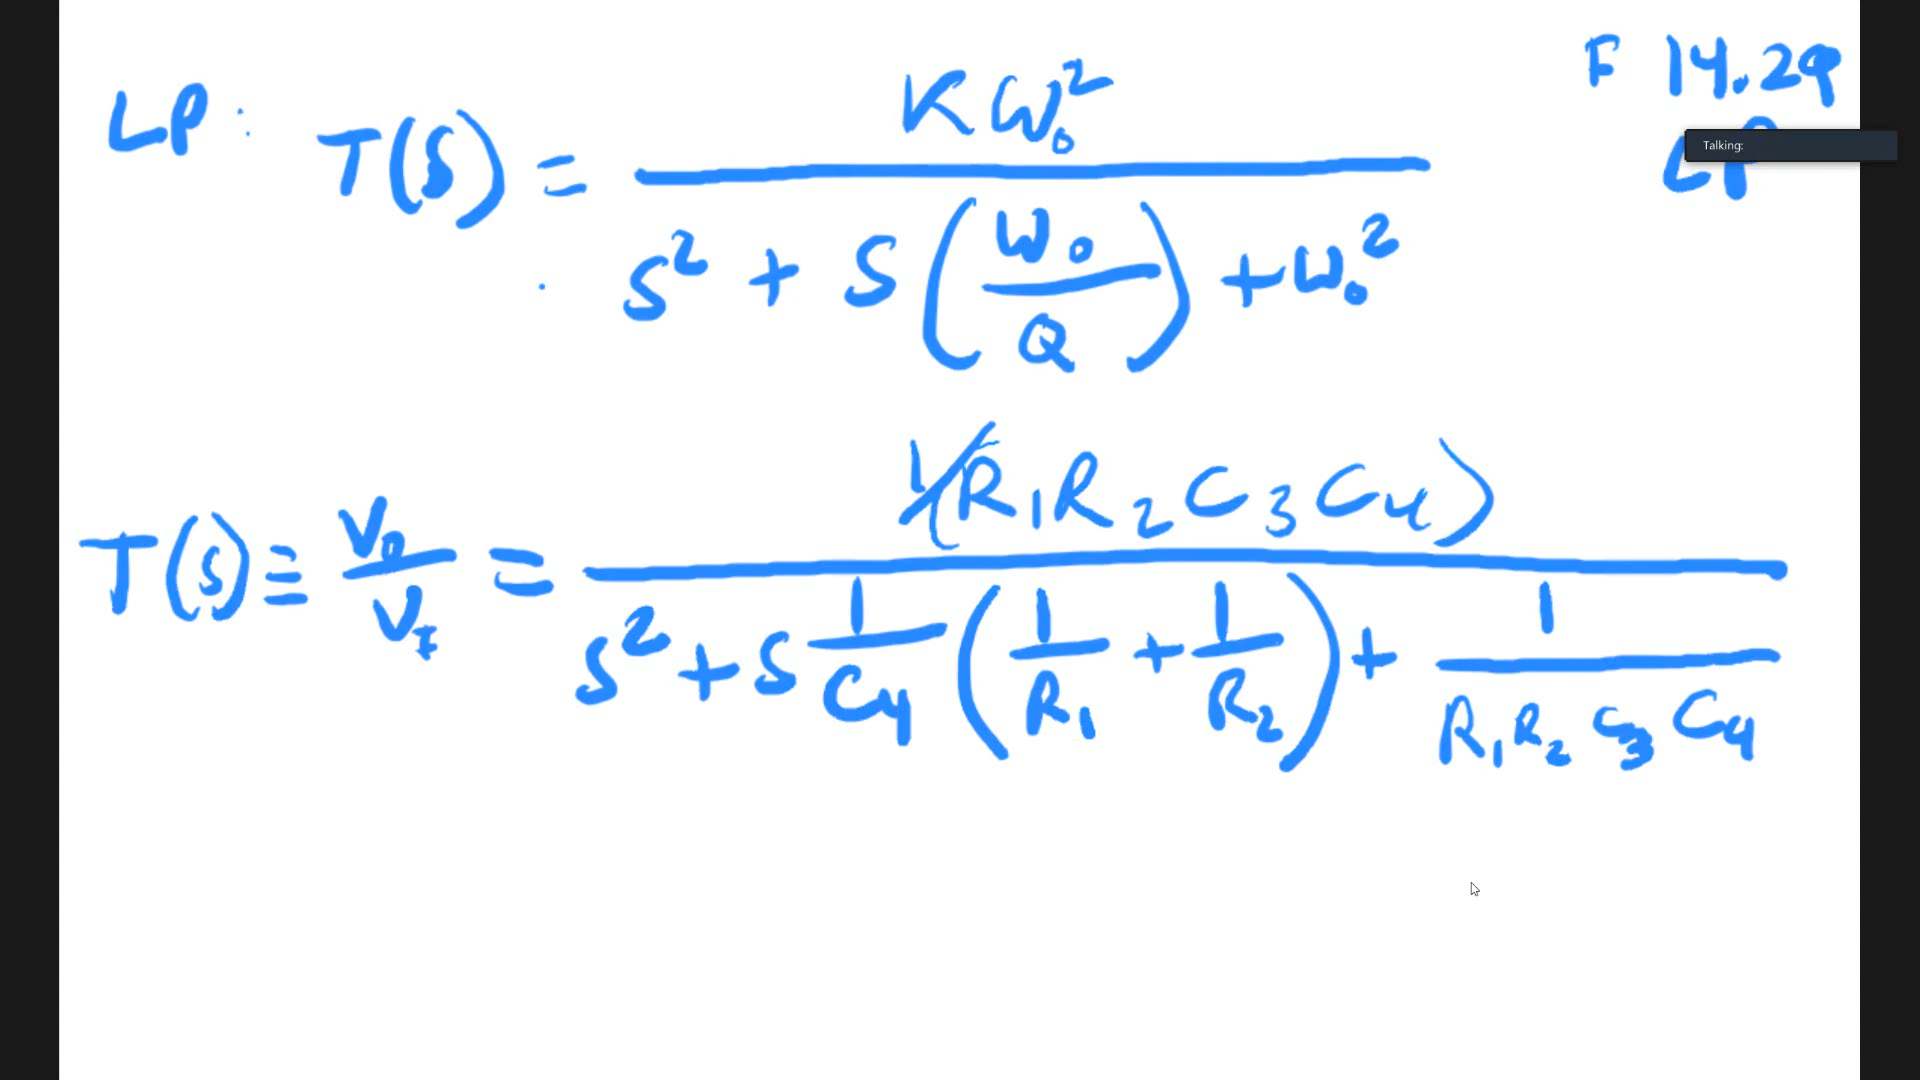 F 14.29
LP
Talking:
LP: T(s) = Kω₀² / (s² + s(ω₀/Q) + ω₀²)
T(s) ≡ V₀/V_I = 1/(R₁R₂C₃C₄) / (s² + s 1/C₄ (1/R₁ + 1/R₂) + 1/(R₁R₂C₃C₄))